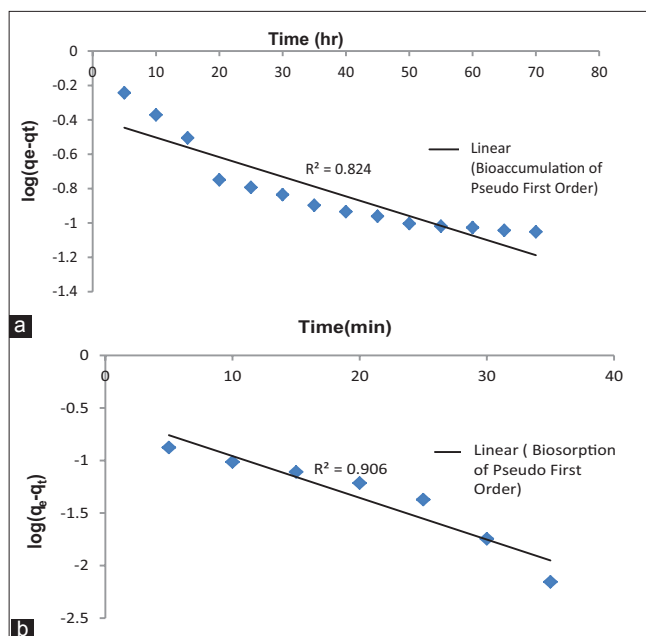 Time (hr)
0
0 10 20 30 40 50 60 70 80
-0.2
-0.4
-0.6
-0.8
-1
-1.2
-1.4
log(qe-qt)
R² = 0.824
Linear
(Bioaccumulation of
Pseudo First Order)
a
Time(min)
0
0 10 20 30 40
-0.5
-1
-1.5
-2
-2.5
log(qₑ-qₜ)
R² = 0.906
Linear ( Biosorption
of Pseudo First
Order)
b